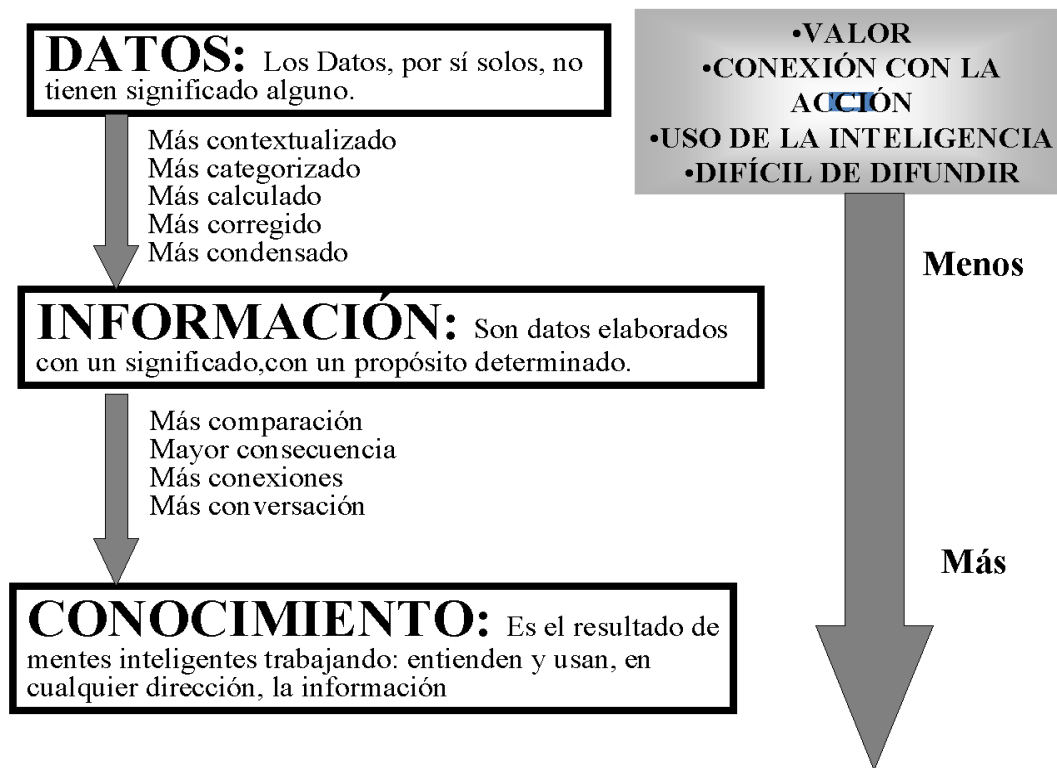 DATOS: Los Datos, por sí solos, no
tienen significado alguno.
Más contextualizado
Más categorizado
Más calculado
Más corregido
Más condensado
INFORMACIÓN: Son datos elaborados
con un significado,con un propósito determinado.
Más comparación
Mayor consecuencia
Más conexiones
Más conversación
CONOCIMIENTO: Es el resultado de
mentes inteligentes trabajando: entienden y usan, en
cualquier dirección, la información
•VALOR
•CONEXIÓN CON LA
ACCIÓN
•USO DE LA INTELIGENCIA
•DIFÍCIL DE DIFUNDIR
Menos
Más